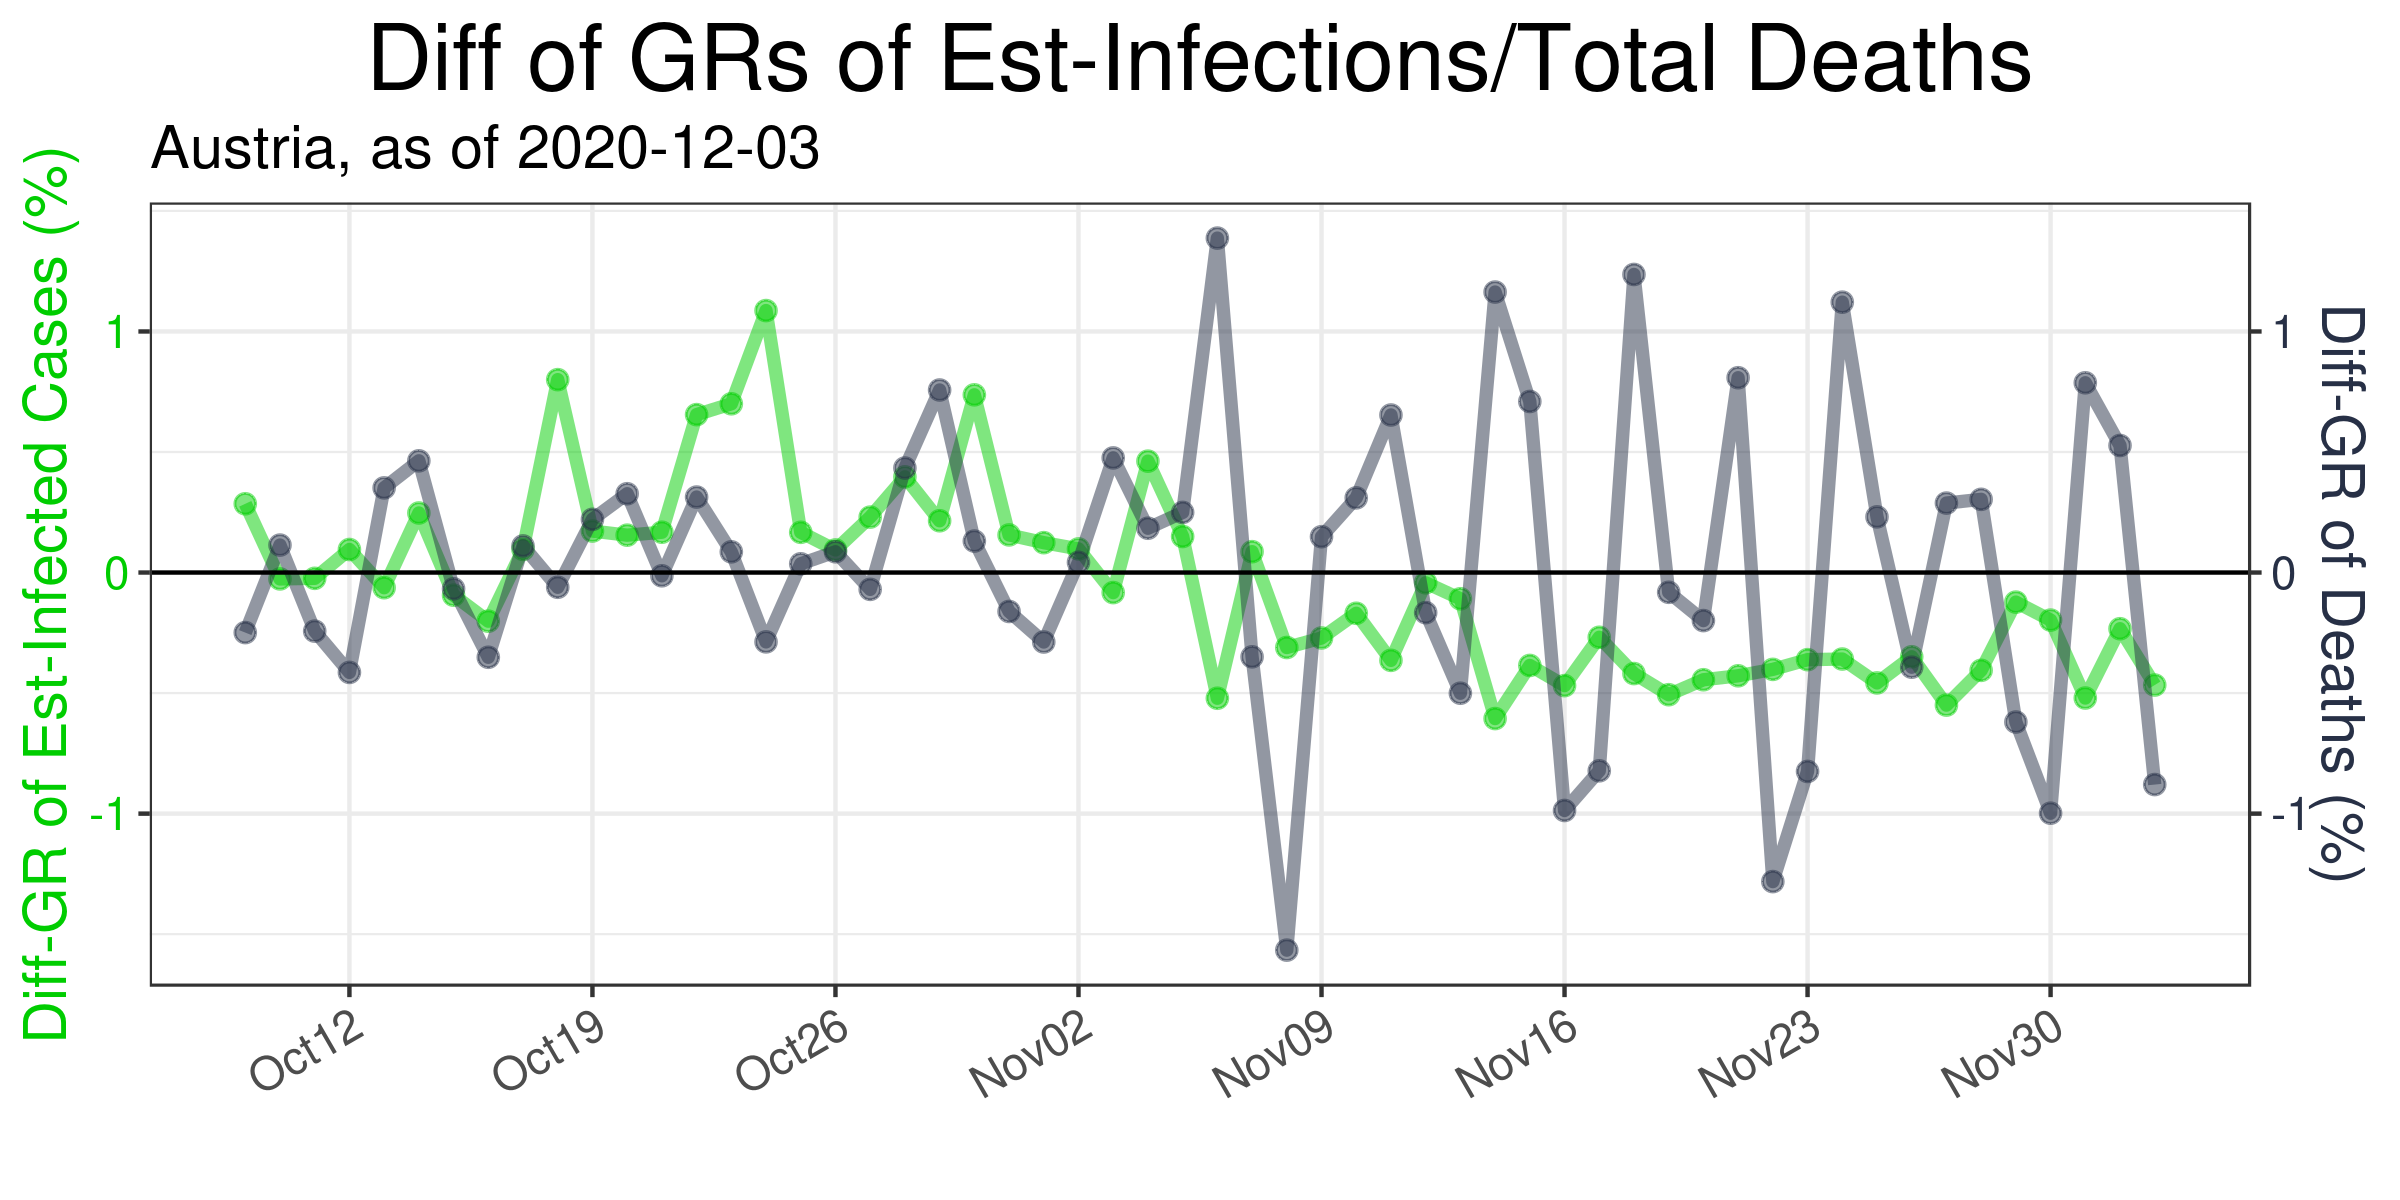 Diff of GRs of Est-Infections/Total Deaths
Austria, as of 2020-12-03
Diff-GR of Est-Infected Cases (%)
1
0
-1
1
0
-1
Diff-GR of Deaths (%)
Oct12
Oct19
Oct26
Nov02
Nov09
Nov16
Nov23
Nov30